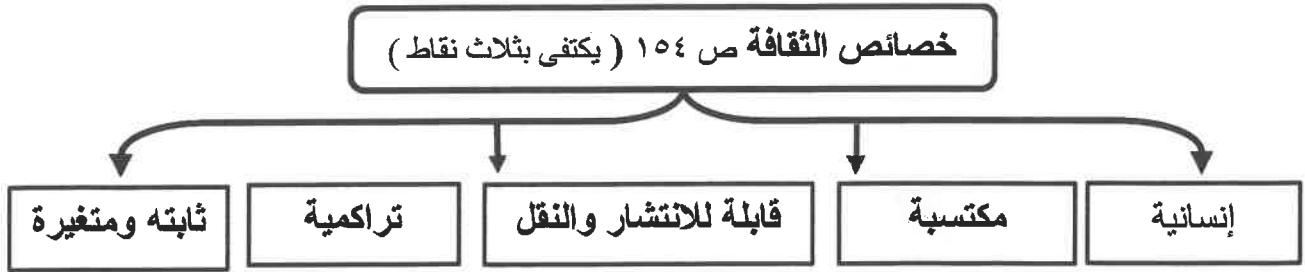 خصائص الثقافة ص ١٥٤ ( يكتفى بثلاث نقاط )
إنسانية
مكتسبة
قابلة للانتشار والنقل
تراكمية
ثابته ومتغيرة